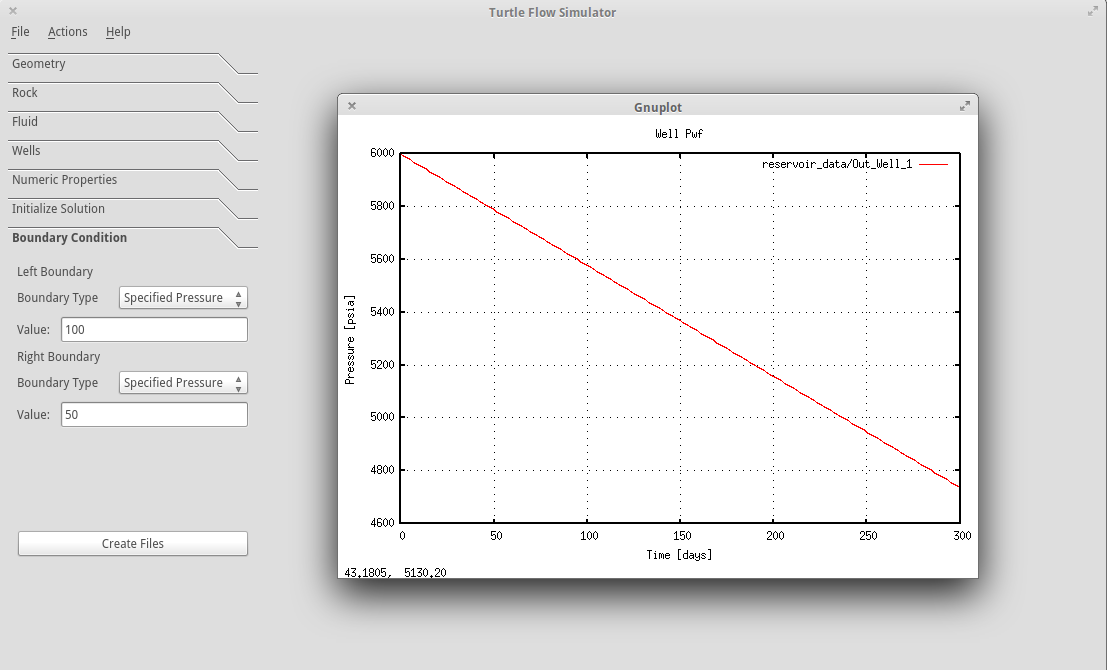 Turtle Flow Simulator
File Actions Help
Geometry
Rock
Fluid
Wells
Numeric Properties
Initialize Solution
Boundary Condition
Left Boundary
Boundary Type Specified Pressure
Value: 100
Right Boundary
Boundary Type Specified Pressure
Value: 50
Create Files
Gnuplot
Well Pwf
reservoir_data/Out_Well_1
6000
5800
5600
5400
5200
5000
4800
4600
Pressure [psia]
0 50 100 150 200 250 300
Time [days]
43.1805, 5130.20